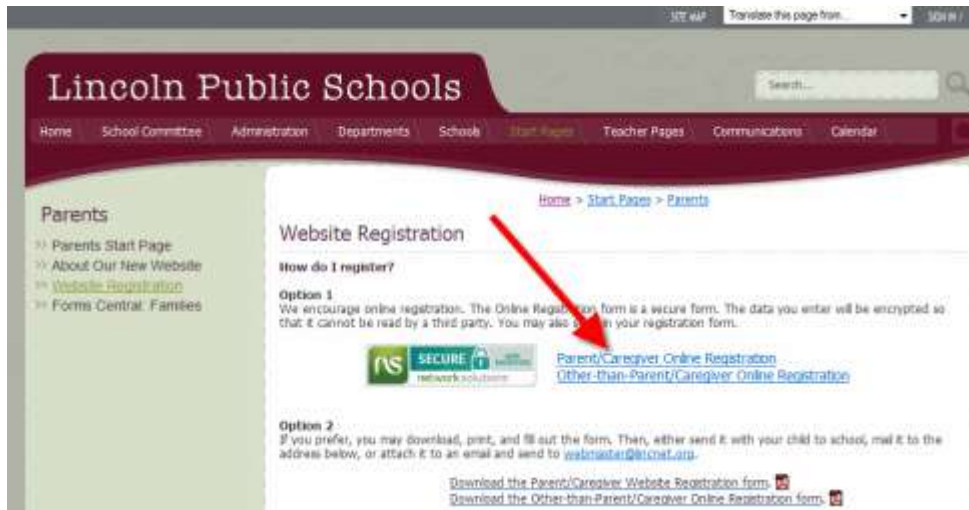 SITE MAP Translate this page from... SIGN IN /
Lincoln Public Schools
Search...
Home School Committee Administration Departments Schools Start Pages Teacher Pages Communications Calendar
Home > Start Pages > Parents
Parents
» Parents Start Page
» About Our New Website
» Website Registration
» Forms Central: Families
Website Registration
How do I register?
Option 1
We encourage online registration. The Online Registration form is a secure form. The data you enter will be encrypted so
that it cannot be read by a third party. You may also in your registration form.
SECURE
network solutions
Parent/Caregiver Online Registration
Other-than-Parent/Caregiver Online Registration
Option 2
If you prefer, you may download, print, and fill out the form. Then, either send it with your child to school, mail it to the
address below, or attach it to an email and send to webmaster@lincnet.org.
Download the Parent/Caregiver Website Registration form.
Download the Other-than-Parent/Caregiver Online Registration form.